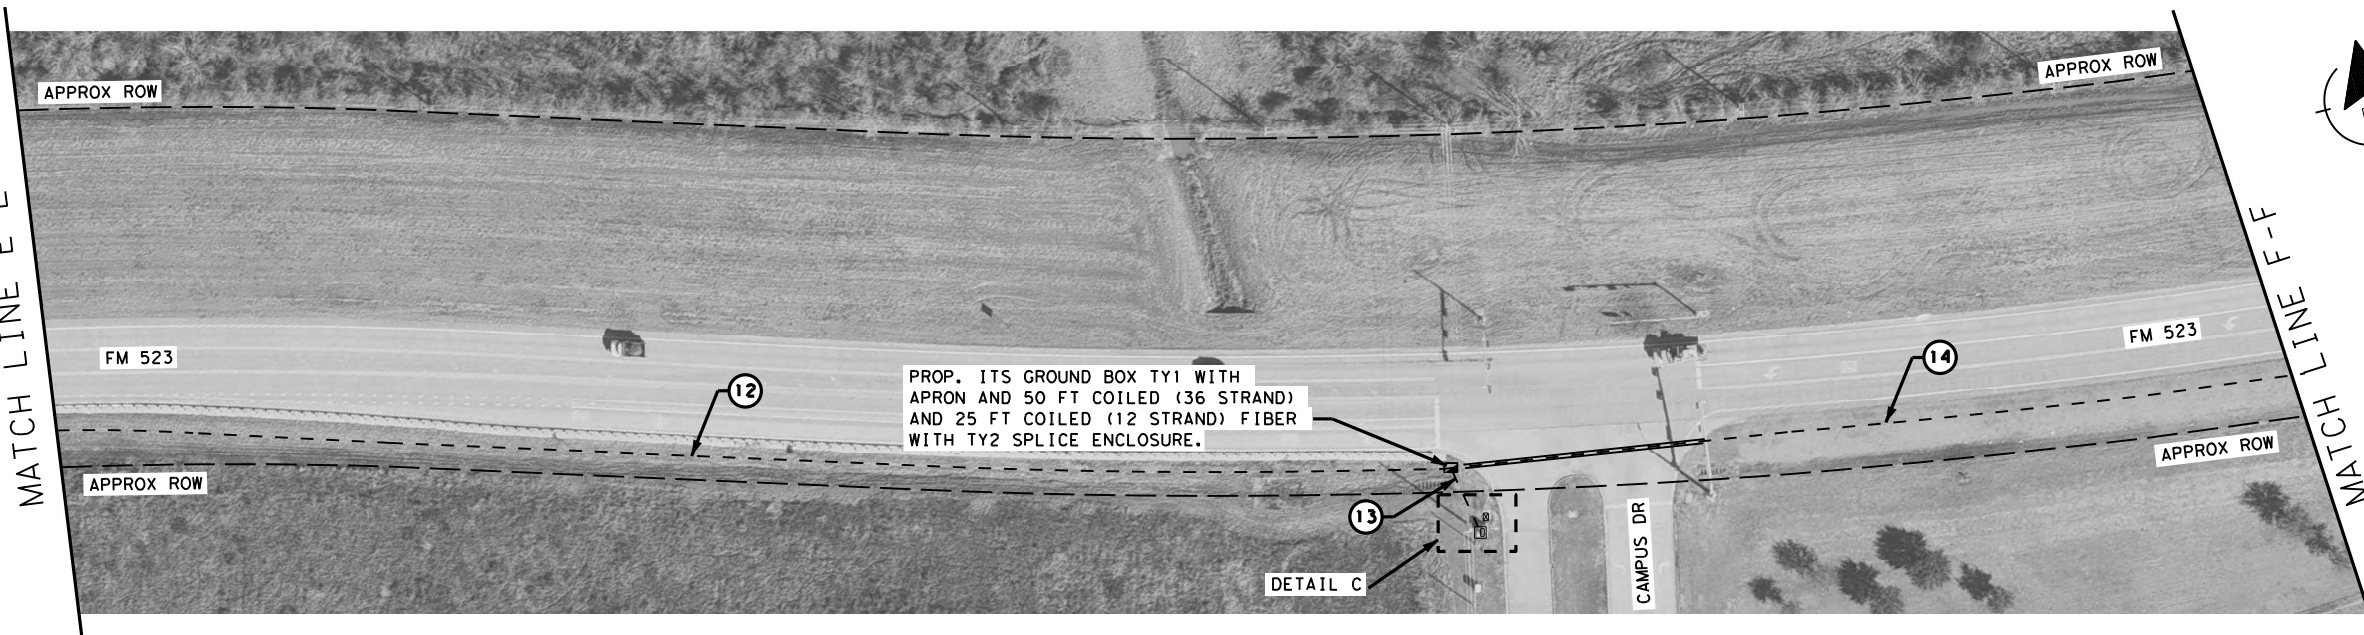 APPROX ROW
APPROX ROW
MATCH LINE
MATCH LINE F-F
FM 523
FM 523
12
14
PROP. ITS GROUND BOX TY1 WITH
APRON AND 50 FT COILED (36 STRAND)
AND 25 FT COILED (12 STRAND) FIBER
WITH TY2 SPLICE ENCLOSURE.
APPROX ROW
APPROX ROW
13
DETAIL C
CAMPUS DR